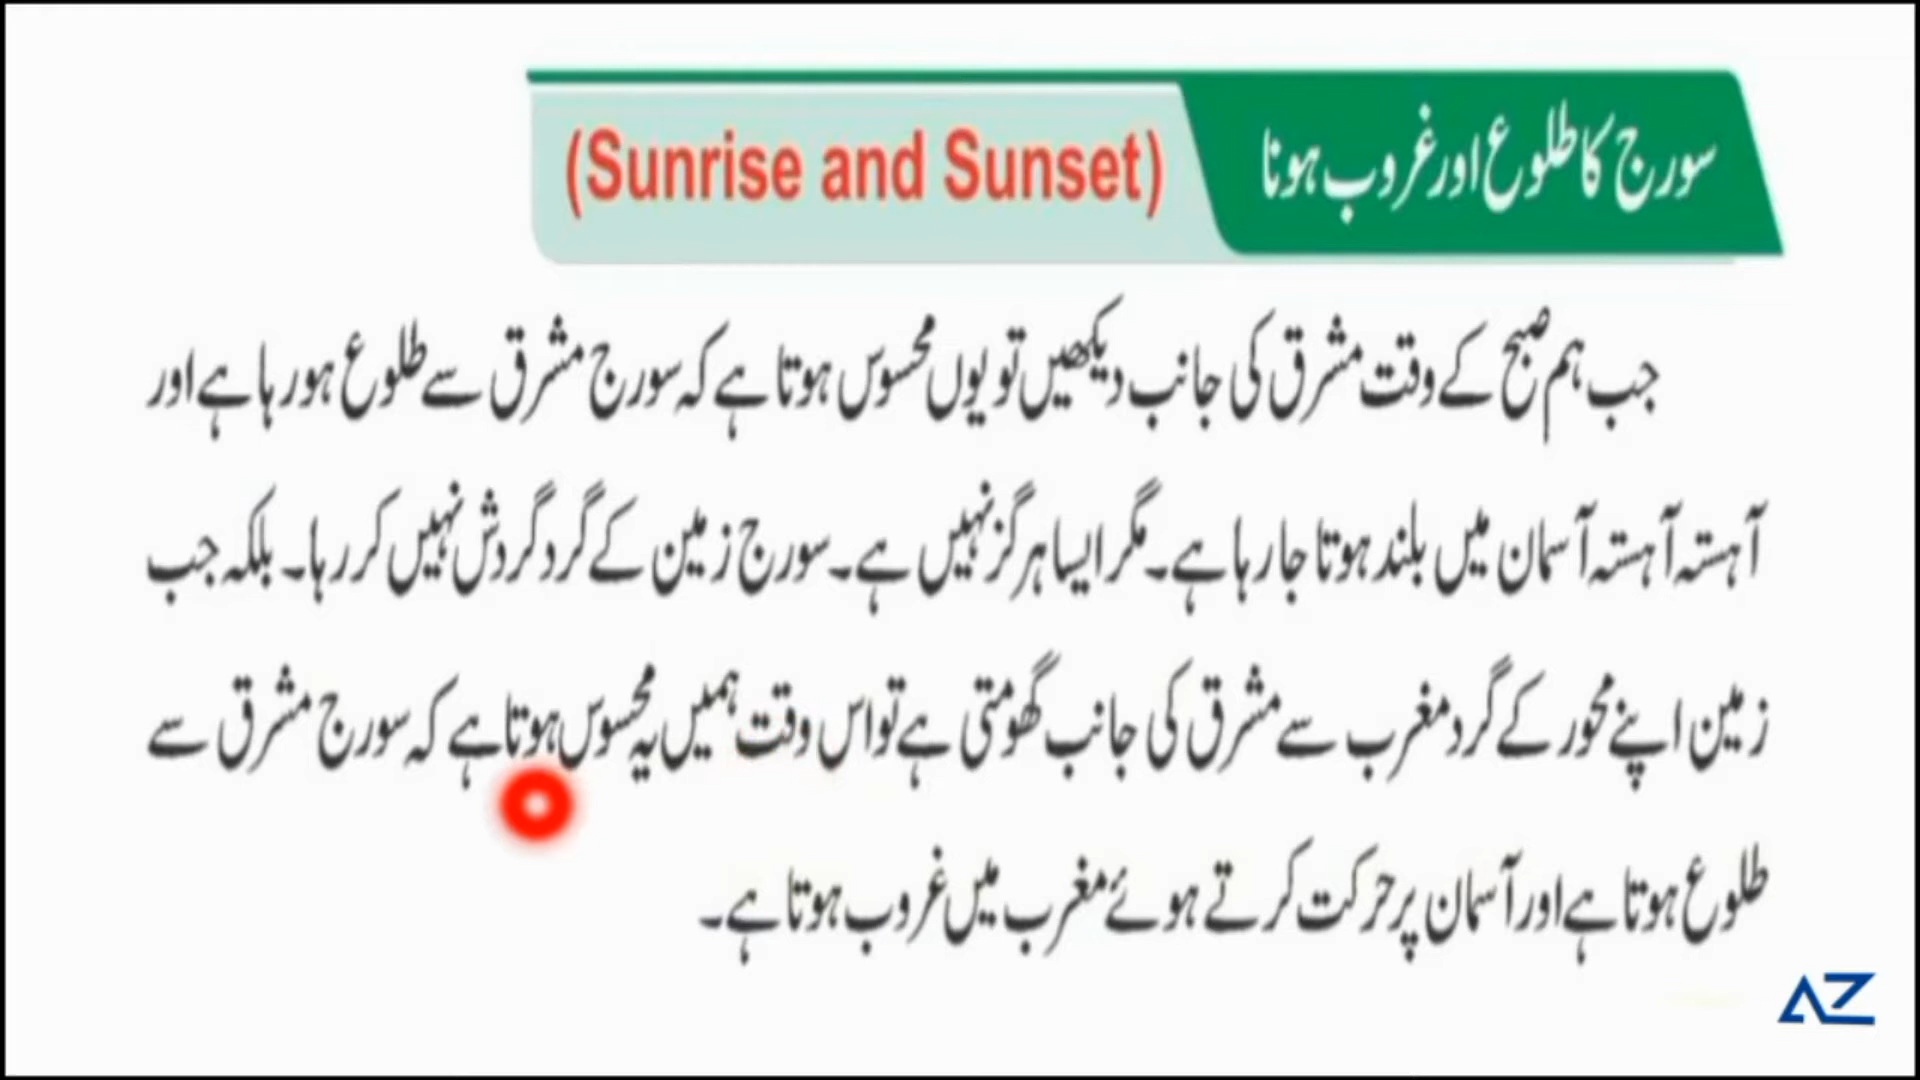 سورج کا طلوع اور غروب ہونا (Sunrise and Sunset)
جب ہم صبح کے وقت مشرق کی جانب دیکھیں تو یوں محسوس ہوتا ہے کہ سورج مشرق سے طلوع ہو رہا ہے اور
آہستہ آہستہ آسمان میں بلند ہوتا جا رہا ہے۔ مگر ایسا ہرگز نہیں ہے۔ سورج زمین کے گرد گردش نہیں کر رہا۔ بلکہ جب
زمین اپنے محور کے گرد مغرب سے مشرق کی جانب گھومتی ہے تو اس وقت ہمیں یہ محسوس ہوتا ہے کہ سورج مشرق سے
طلوع ہوتا ہے اور آسمان پر حرکت کرتے ہوئے مغرب میں غروب ہوتا ہے۔
AZ